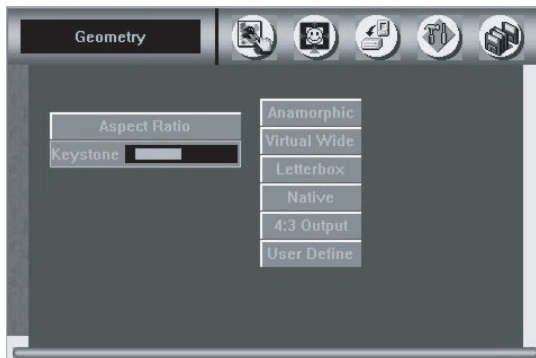 Geometry
Aspect Ratio
Keystone
Anamorphic
Virtual Wide
Letterbox
Native
4:3 Output
User Define